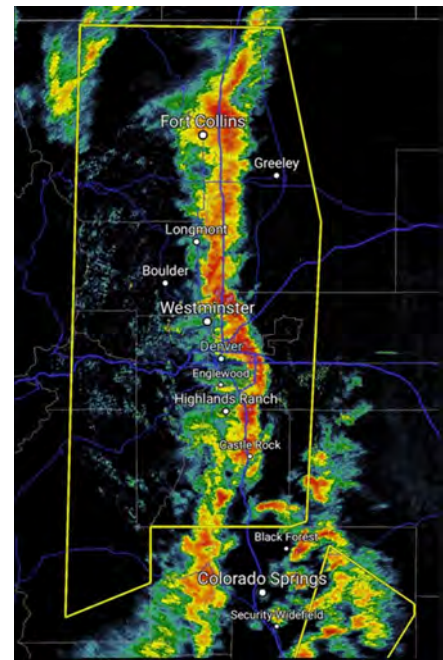 Fort Collins
Greeley
Longmont
Boulder
Westminster
Denver
Englewood
Highlands Ranch
Castle Rock
Black Forest
Colorado Springs
Security Widefield